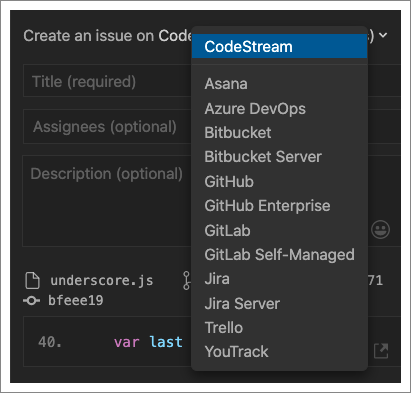 Create an issue on Code s)
CodeStream
Title (required)
Asana
Azure DevOps
Assignees (optional)
Bitbucket
Bitbucket Server
Description (optional)
GitHub
GitHub Enterprise
GitLab
GitLab Self-Managed
underscore.js 71
Jira
bfeee19
Jira Server
Trello
40. var last
YouTrack